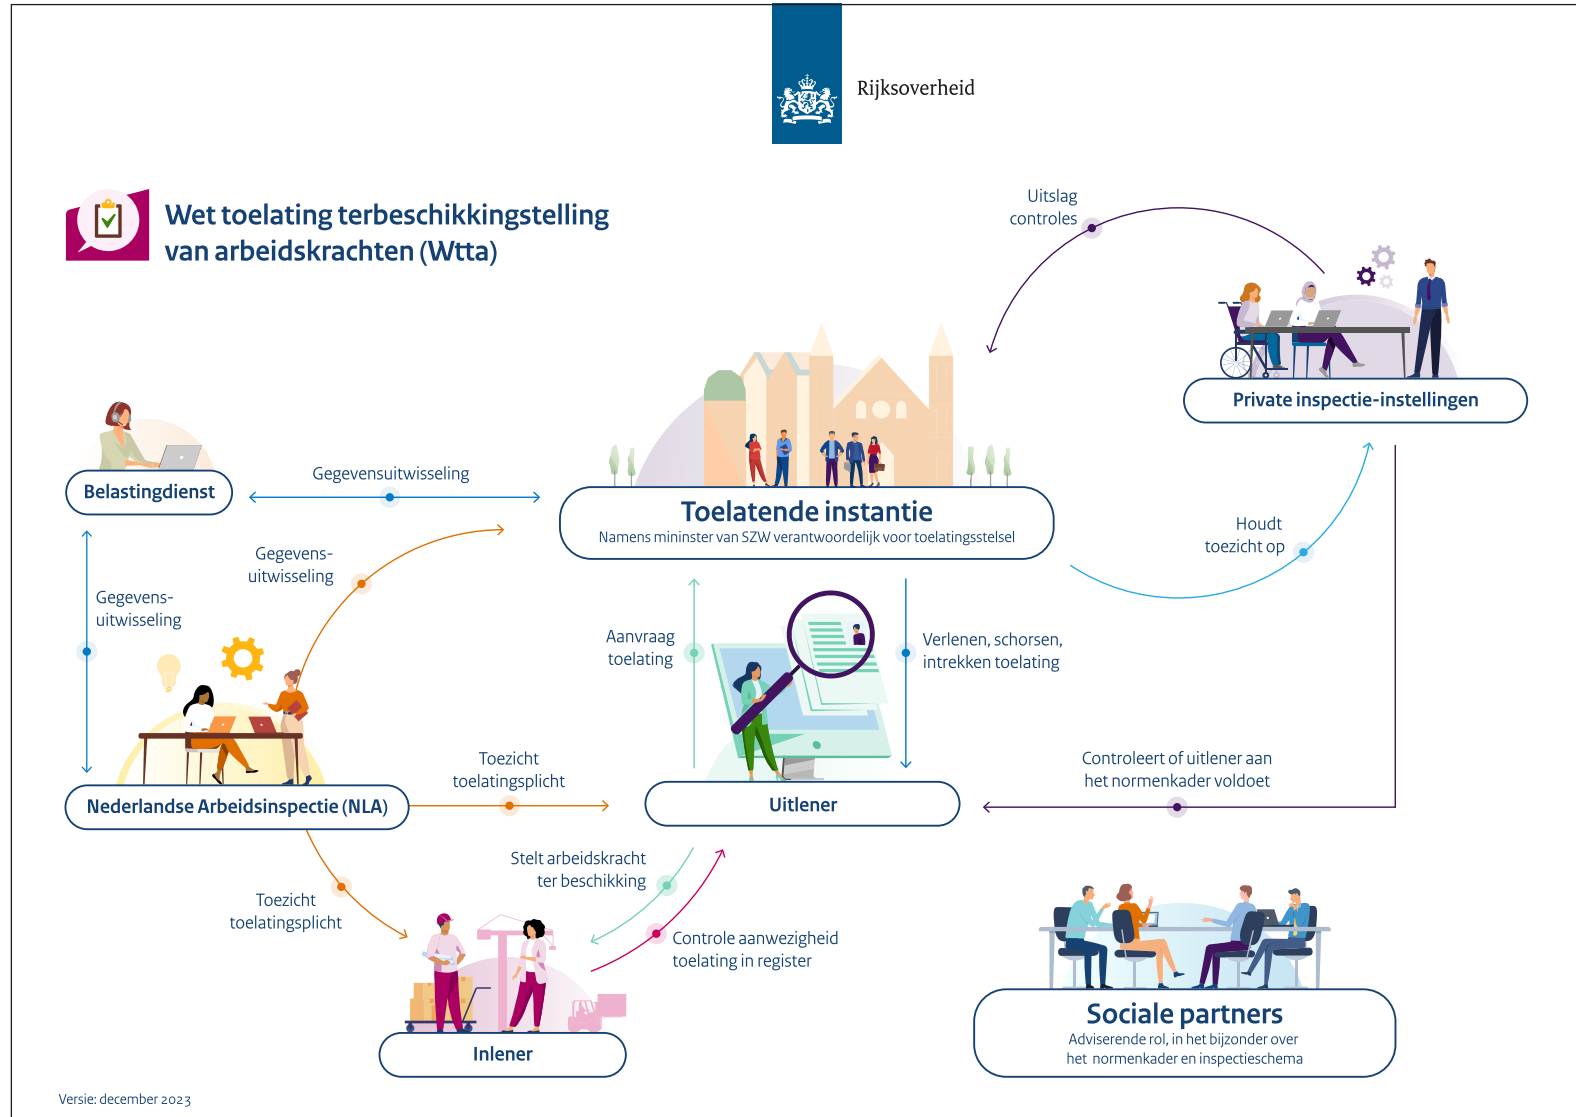 Rijksoverheid
Wet toelating terbeschikkingstelling
van arbeidskrachten (Wtta)
Uitslag
controles
Private inspectie-instellingen
Belastingdienst
Gegevensuitwisseling
Toelatende instantie
Namens mininster van SZW verantwoordelijk voor toelatingsstelsel
Houdt
toezicht op
Gegevens-
uitwisseling
Gegevens-
uitwisseling
Aanvraag
toelating
Verlenen, schorsen,
intrekken toelating
Toezicht
toelatingsplicht
Controleert of uitlener aan
het normenkader voldoet
Nederlandse Arbeidsinspectie (NLA)
Uitlener
Stelt arbeidskracht
ter beschikking
Toezicht
toelatingsplicht
Controle aanwezigheid
toelating in register
Sociale partners
Adviserende rol, in het bijzonder over
het normenkader en inspectieschema
Inlener
Versie: december 2023